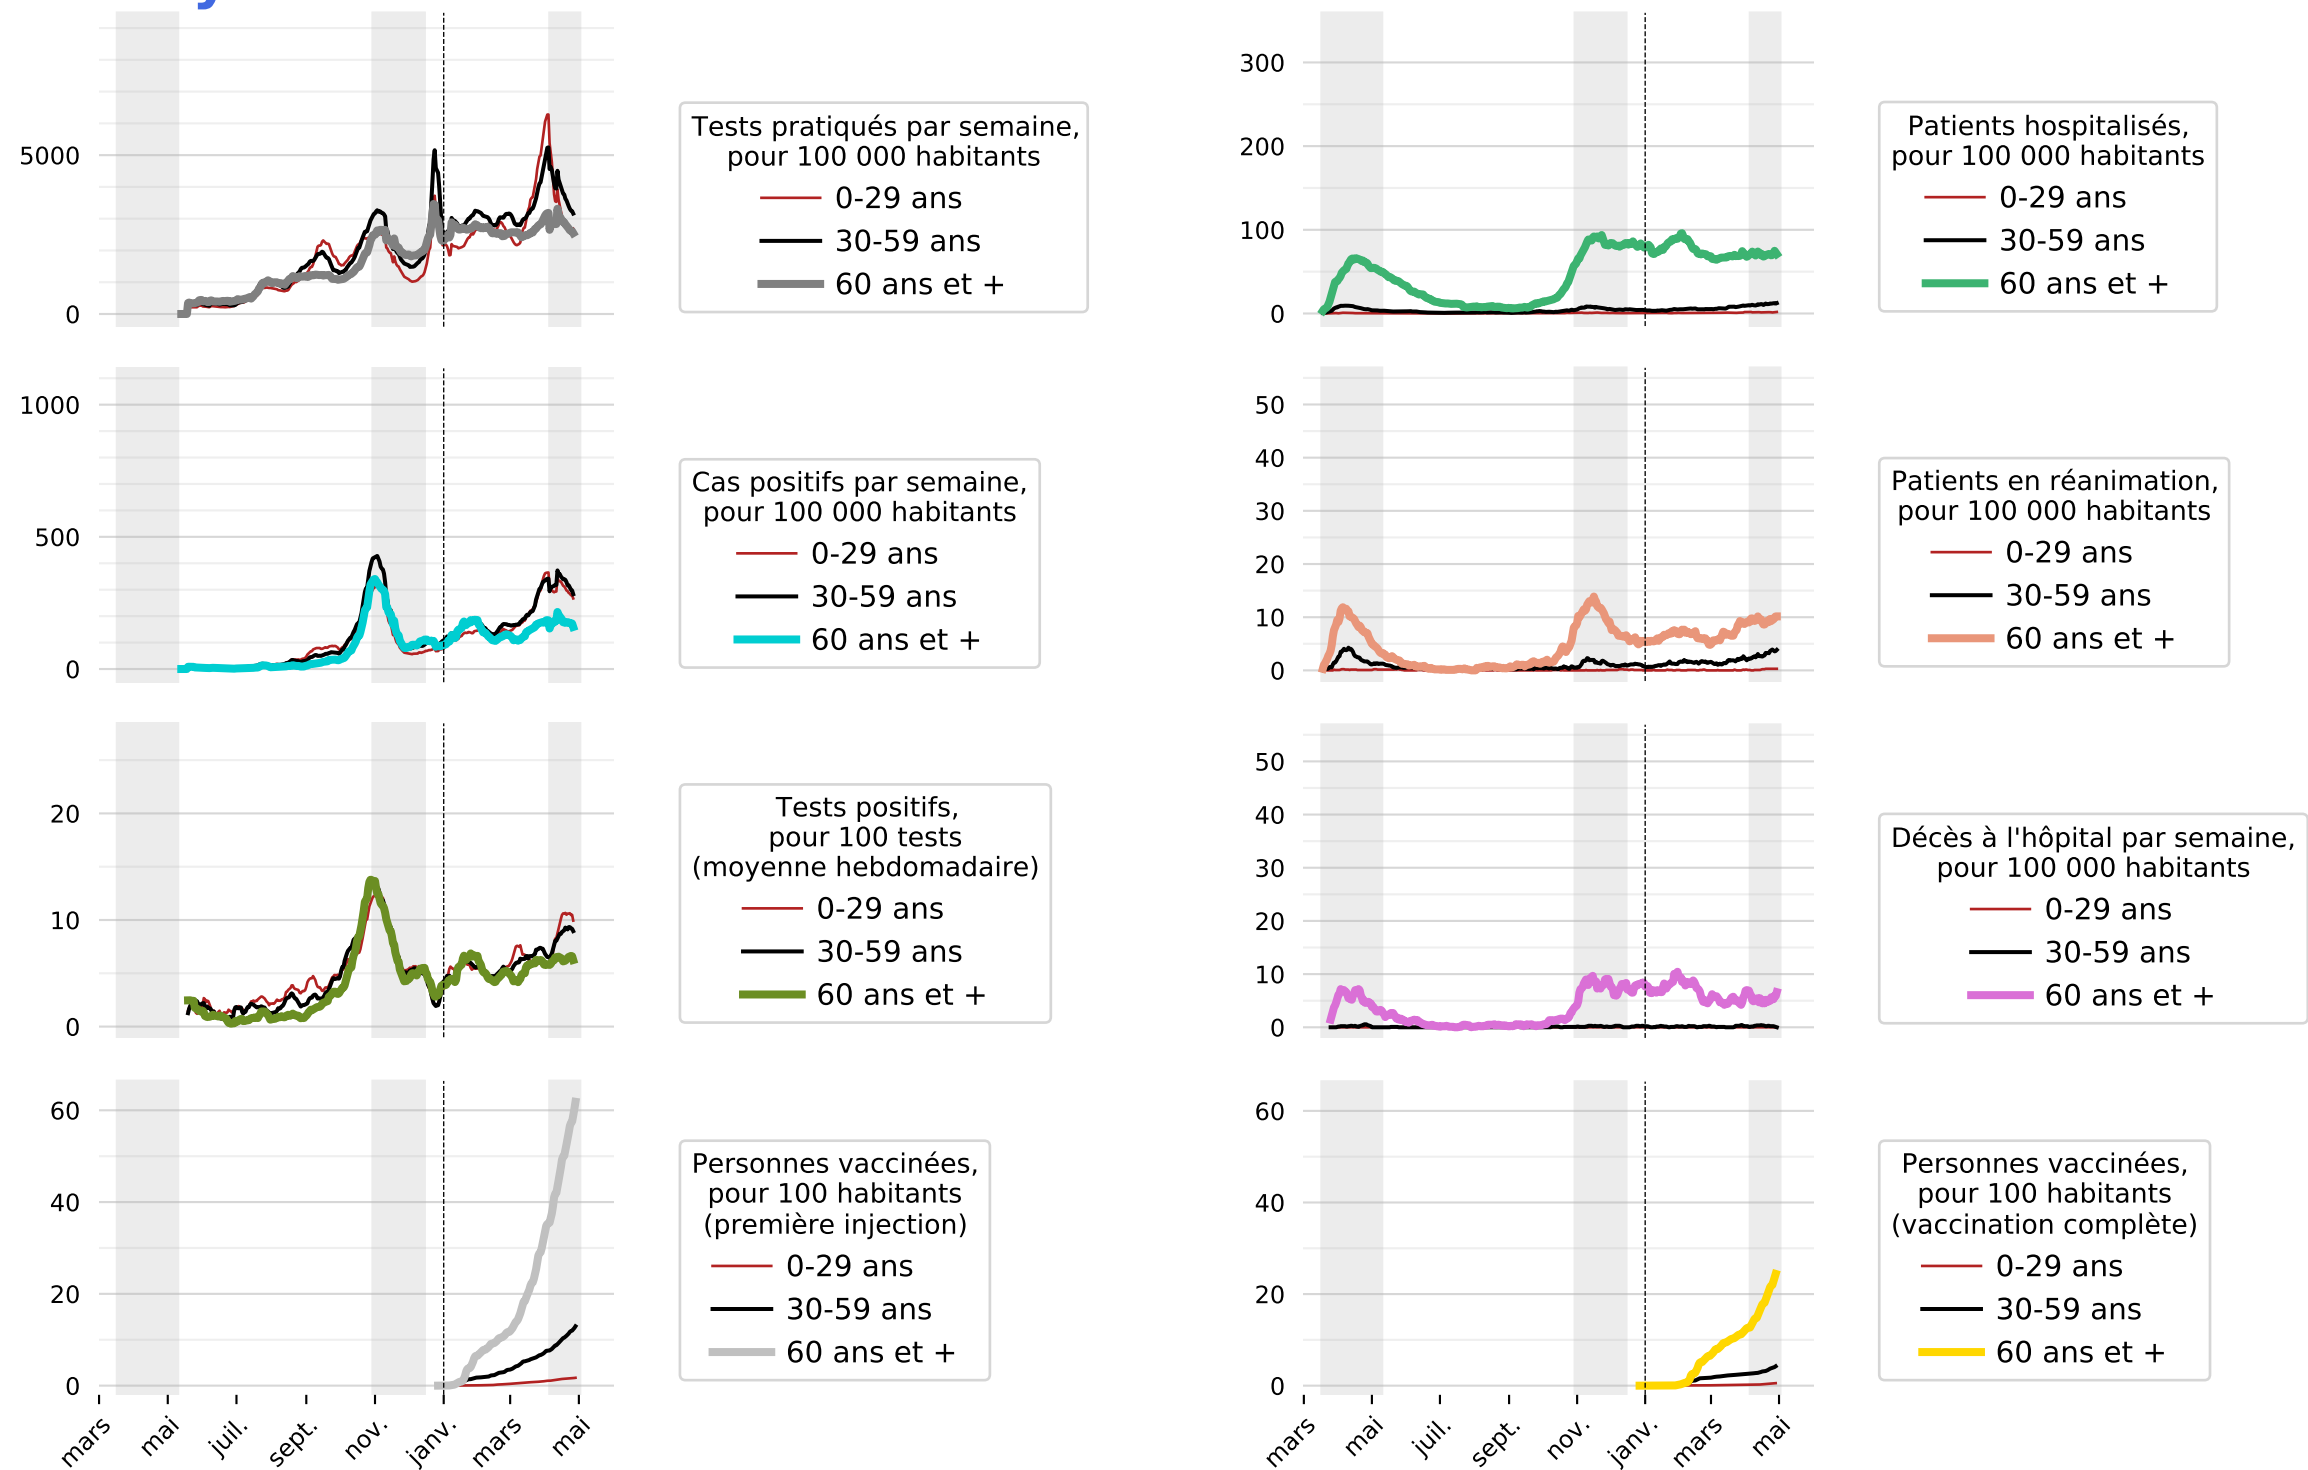 5000
0
Tests pratiqués par semaine,
pour 100 000 habitants
0-29 ans
30-59 ans
60 ans et +
300
200
100
0
Patients hospitalisés,
pour 100 000 habitants
0-29 ans
30-59 ans
60 ans et +
1000
500
0
Cas positifs par semaine,
pour 100 000 habitants
0-29 ans
30-59 ans
60 ans et +
50
40
30
20
10
0
Patients en réanimation,
pour 100 000 habitants
0-29 ans
30-59 ans
60 ans et +
20
10
0
Tests positifs,
pour 100 tests
(moyenne hebdomadaire)
0-29 ans
30-59 ans
60 ans et +
50
40
30
20
10
0
Décès à l'hôpital par semaine,
pour 100 000 habitants
0-29 ans
30-59 ans
60 ans et +
60
40
20
0
mars mai juil. sept. nov. janv. mars mai
Personnes vaccinées,
pour 100 habitants
(première injection)
0-29 ans
30-59 ans
60 ans et +
60
40
20
0
mars mai juil. sept. nov. janv. mars mai
Personnes vaccinées,
pour 100 habitants
(vaccination complète)
0-29 ans
30-59 ans
60 ans et +